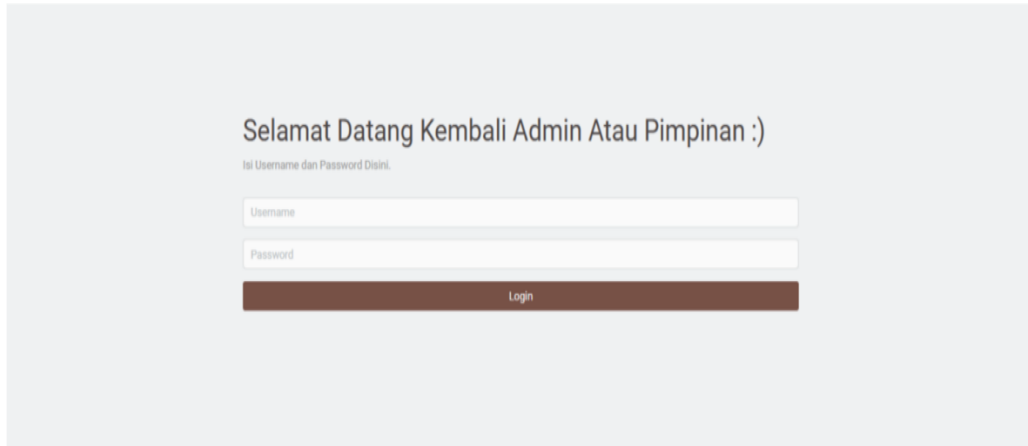 Selamat Datang Kembali Admin Atau Pimpinan :)
Isi Username dan Password Disini.
Username
Password
Login